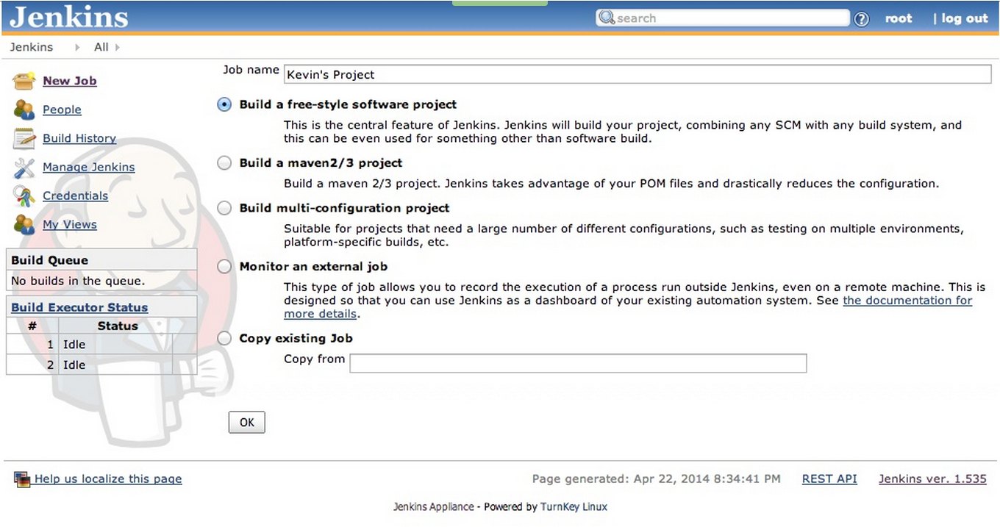 Jenkins
search
? root | log out
Jenkins All
New Job
People
Build History
Manage Jenkins
Credentials
My Views
Build Queue
No builds in the queue.
Build Executor Status
# Status
1 Idle
2 Idle
Job name Kevin's Project
Build a free-style software project
This is the central feature of Jenkins. Jenkins will build your project, combining any SCM with any build system, and
this can be even used for something other than software build.
Build a maven2/3 project
Build a maven 2/3 project. Jenkins takes advantage of your POM files and drastically reduces the configuration.
Build multi-configuration project
Suitable for projects that need a large number of different configurations, such as testing on multiple environments,
platform-specific builds, etc.
Monitor an external job
This type of job allows you to record the execution of a process run outside Jenkins, even on a remote machine. This is
designed so that you can use Jenkins as a dashboard of your existing automation system. See the documentation for
more details.
Copy existing Job
Copy from
OK
Help us localize this page
Page generated: Apr 22, 2014 8:34:41 PM REST API Jenkins ver. 1.535
Jenkins Appliance - Powered by TurnKey Linux